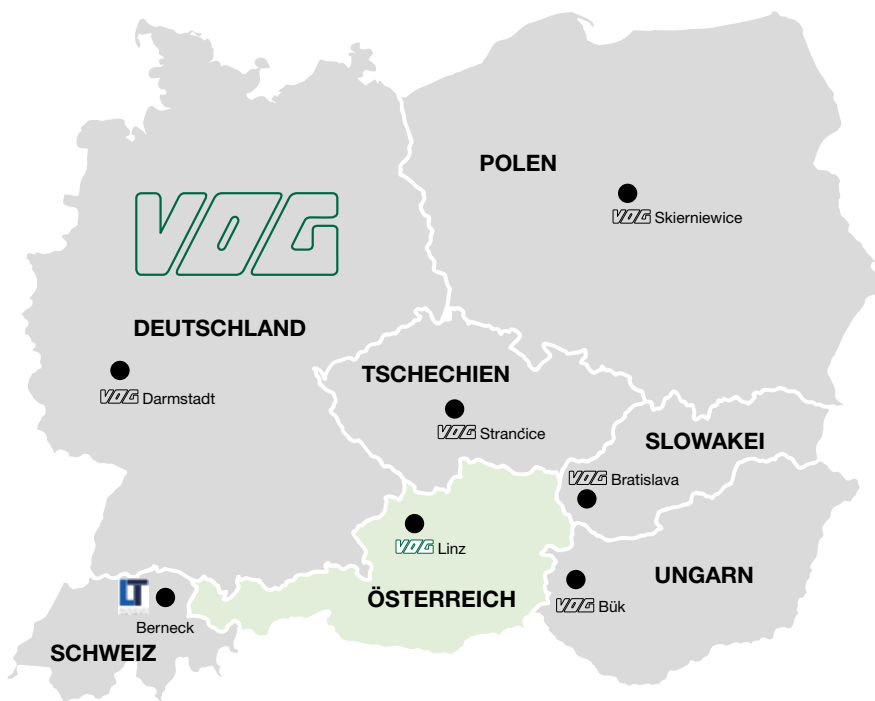 POLEN
VOG Skierniewice
VOG
DEUTSCHLAND
VOG Darmstadt
TSCHECHIEN
VOG Strančice
SLOWAKEI
VOG Bratislava
VOG Linz
UNGARN
VOG Bük
ÖSTERREICH
LT
Berneck
SCHWEIZ